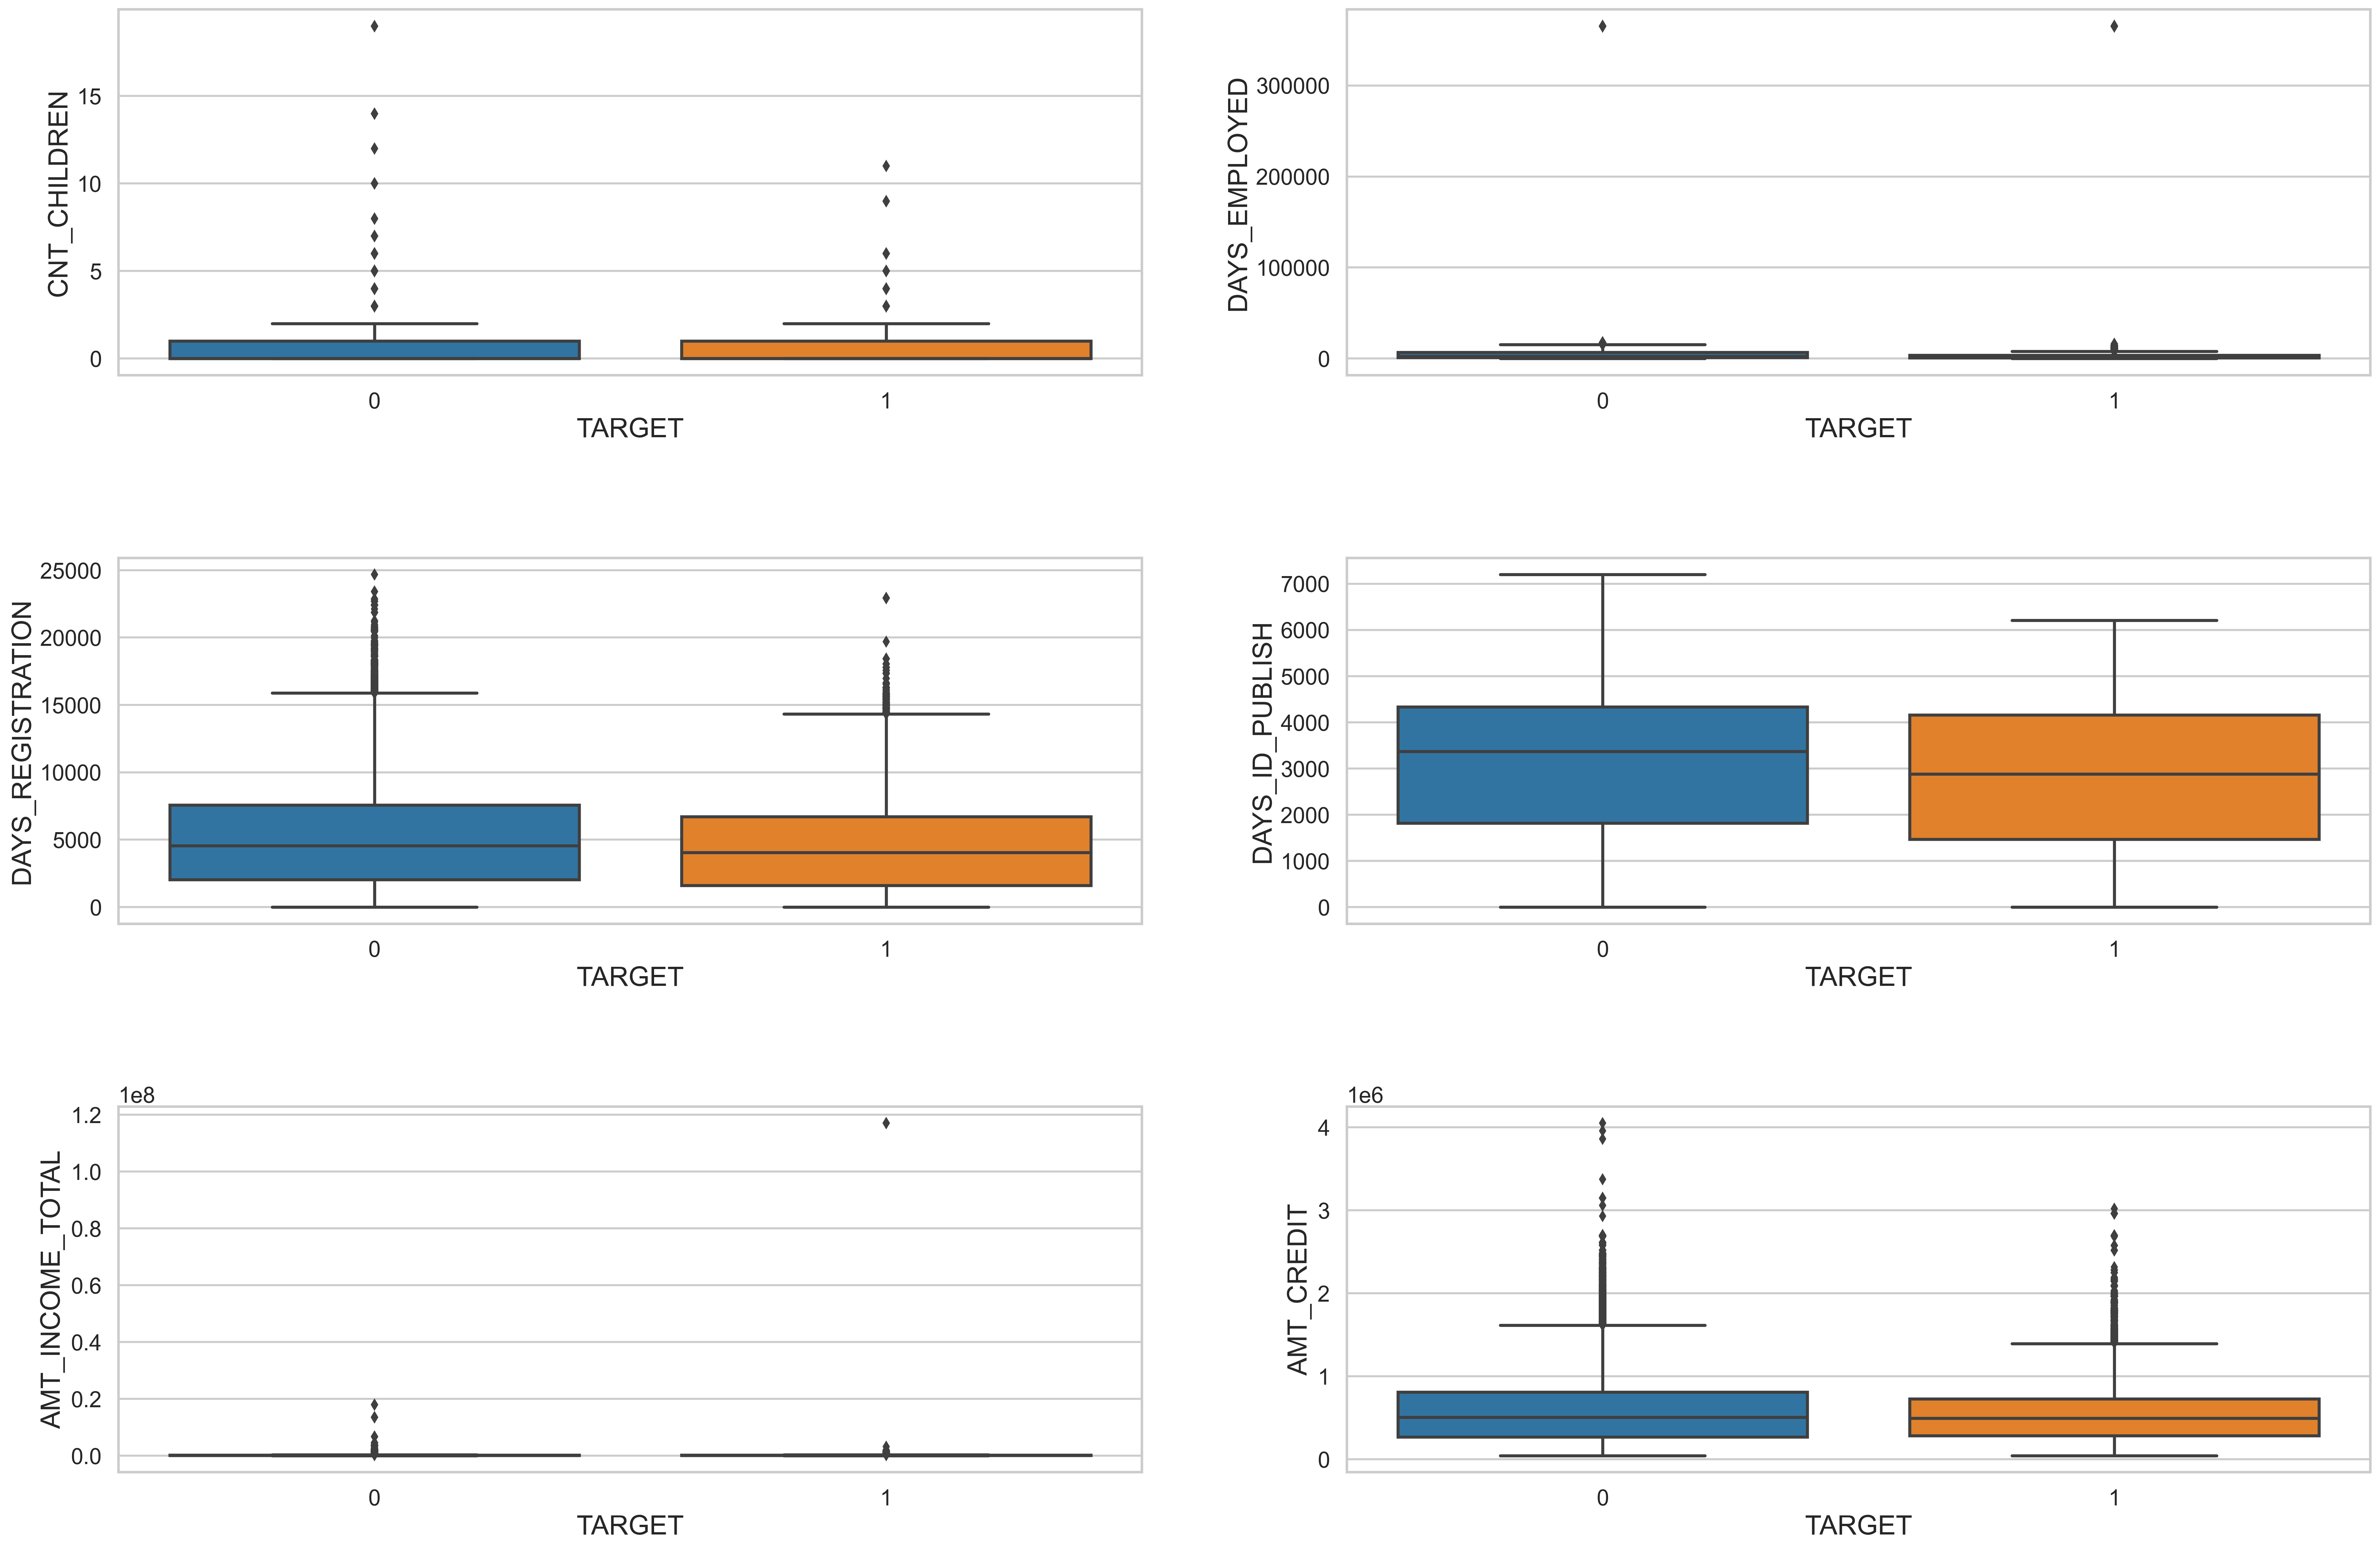 CNT_CHILDREN
15
10
5
0
0 1
TARGET
DAYS_EMPLOYED
300000
200000
100000
0
0 1
TARGET
DAYS_REGISTRATION
25000
20000
15000
10000
5000
0
0 1
TARGET
DAYS_ID_PUBLISH
7000
6000
5000
4000
3000
2000
1000
0
0 1
TARGET
1e8
AMT_INCOME_TOTAL
1.2
1.0
0.8
0.6
0.4
0.2
0.0
0 1
TARGET
1e6
AMT_CREDIT
4
3
2
1
0
0 1
TARGET